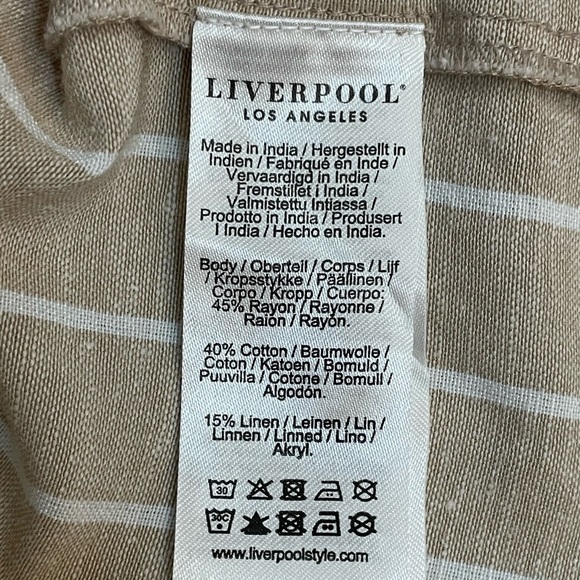 LIVERPOOL®
LOS ANGELES
Made in India / Hergestellt in
Indien / Fabriqué en Inde /
Vervaardigd in India /
Fremstillet i India /
Valmistettu Intiassa /
Prodotto in India / Produsert
I India / Hecho en India.
Body / Oberteil / Corps / Lijf
/ Kropsstykke / Päällinen /
Corpo / Kropp / Cuerpo:
45% Rayon / Rayonne /
Raion / Rayón.
40% Cotton / Baumwolle /
Coton / Katoen / Bomuld /
Puuvilla / Cotone / Bomull /
Algodón.
15% Linen / Leinen / Lin /
Linnen / Linned / Lino /
Akryl.
30
30C
www.liverpoolstyle.com